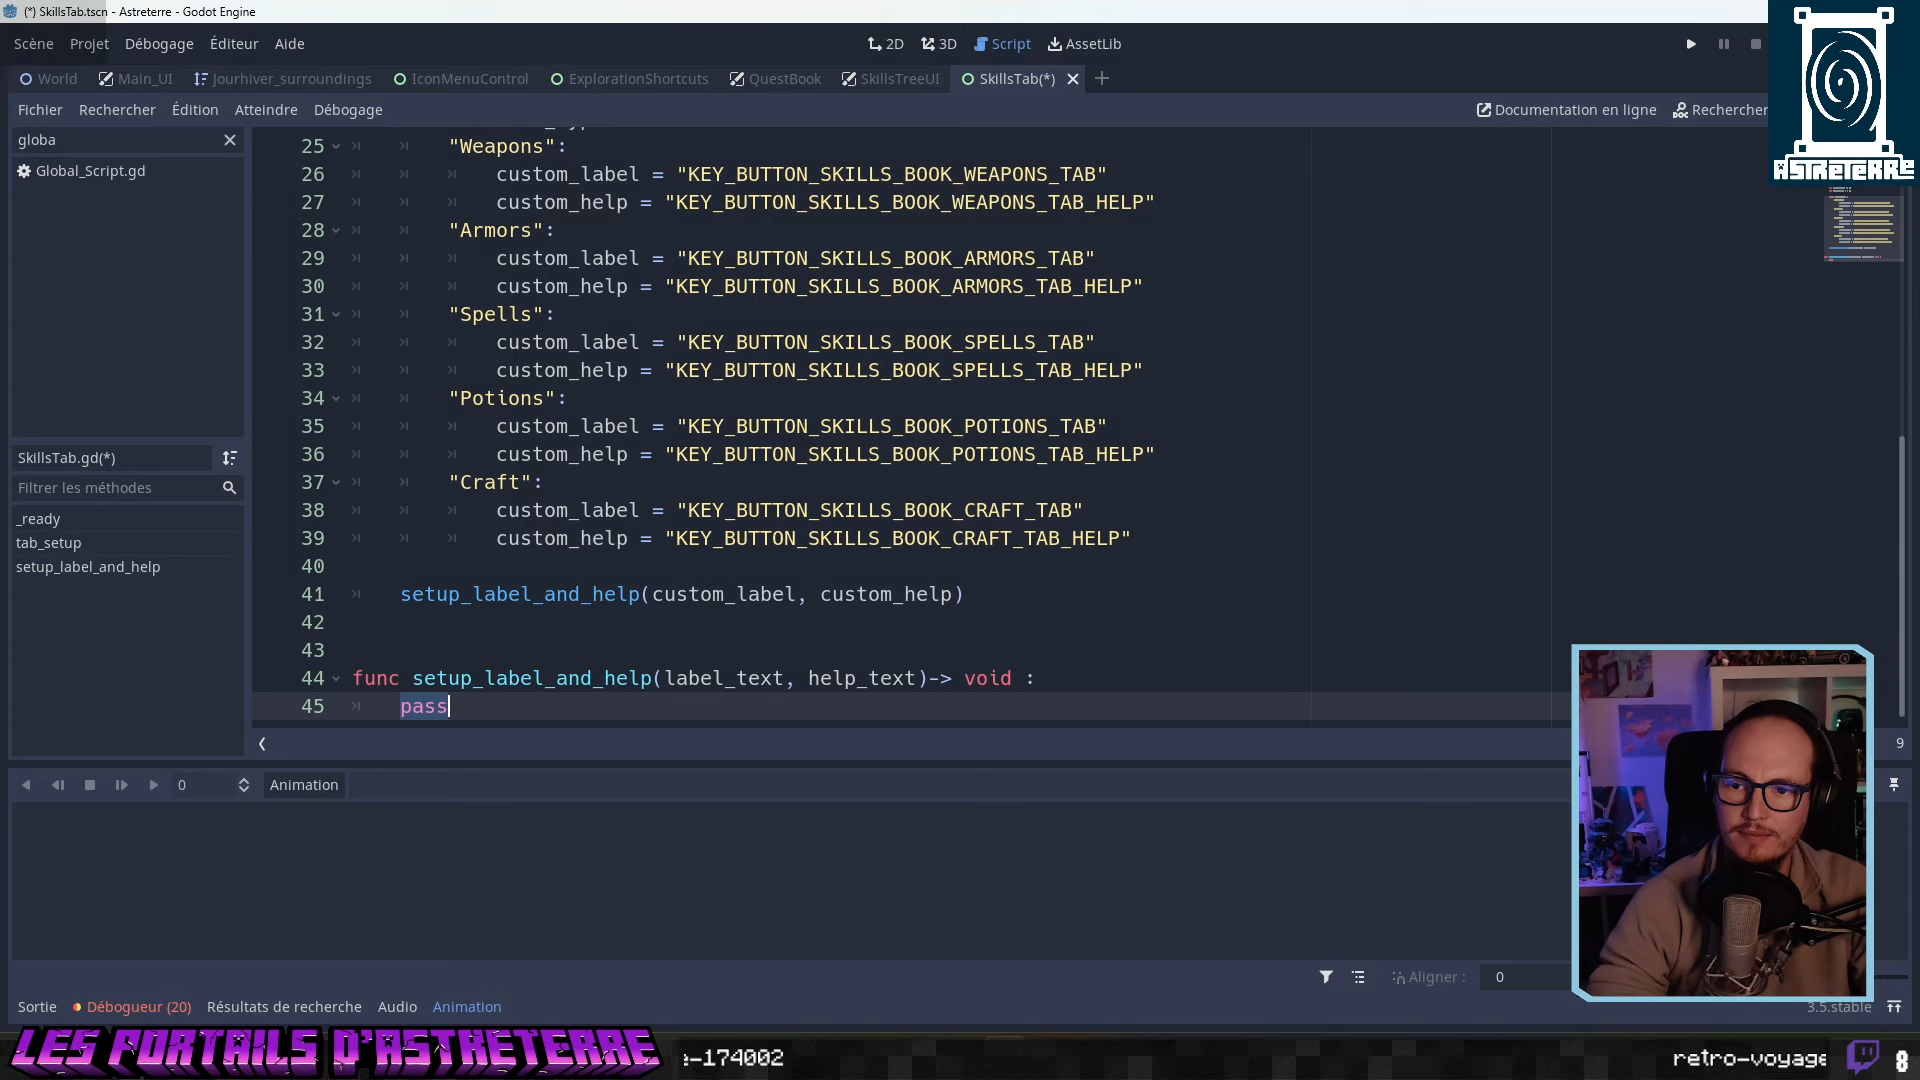 (*) SkillsTab.tscn - Astreterre - Godot Engine
Scène Projet Débogage Éditeur Aide
2D 3D Script AssetLib
World Main_UI Jourhiver_surroundings IconMenuControl ExplorationShortcuts QuestBook SkillsTreeUI SkillsTab(*)
Fichier Rechercher Édition Atteindre Débogage
Documentation en ligne Rechercher
ASTRETERRE
globa
Global_Script.gd
SkillsTab.gd(*)
Filtrer les méthodes
_ready
tab_setup
setup_label_and_help
25 "Weapons":
26 custom_label = "KEY_BUTTON_SKILLS_BOOK_WEAPONS_TAB"
27 custom_help = "KEY_BUTTON_SKILLS_BOOK_WEAPONS_TAB_HELP"
28 "Armors":
29 custom_label = "KEY_BUTTON_SKILLS_BOOK_ARMORS_TAB"
30 custom_help = "KEY_BUTTON_SKILLS_BOOK_ARMORS_TAB_HELP"
31 "Spells":
32 custom_label = "KEY_BUTTON_SKILLS_BOOK_SPELLS_TAB"
33 custom_help = "KEY_BUTTON_SKILLS_BOOK_SPELLS_TAB_HELP"
34 "Potions":
35 custom_label = "KEY_BUTTON_SKILLS_BOOK_POTIONS_TAB"
36 custom_help = "KEY_BUTTON_SKILLS_BOOK_POTIONS_TAB_HELP"
37 "Craft":
38 custom_label = "KEY_BUTTON_SKILLS_BOOK_CRAFT_TAB"
39 custom_help = "KEY_BUTTON_SKILLS_BOOK_CRAFT_TAB_HELP"
40
41 setup_label_and_help(custom_label, custom_help)
42
43
44 func setup_label_and_help(label_text, help_text)-> void :
45 pass
9
0 Animation
Aligner : 0
Sortie Débogueur (20) Résultats de recherche Audio Animation
3.5.stable
LES PORTAILS D'ASTRETERRE
e-174002
retro-voyage
8